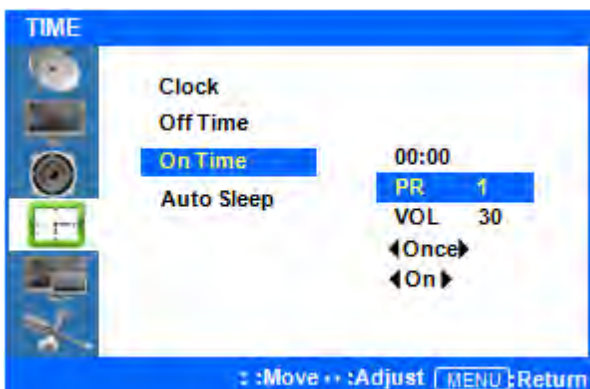 TIME
Clock
Off Time
On Time
00:00
PR 1
Auto Sleep
VOL 30
Once
On
:Move :Adjust MENU :Return